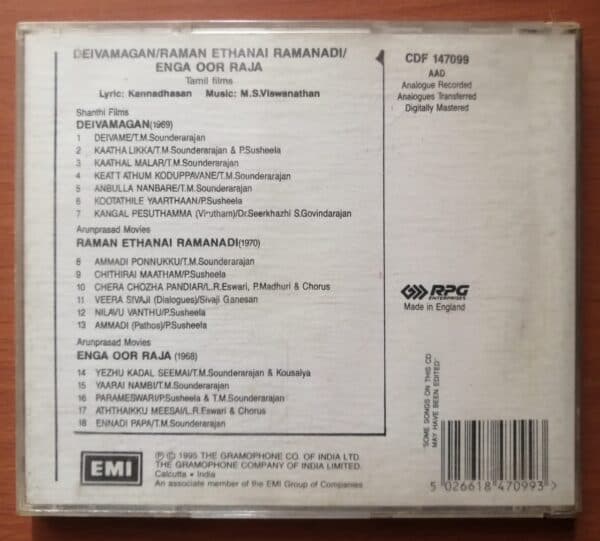 DEIVAMAGAN/RAMAN ETHANAI RAMANADI/
ENGA OOR RAJA
Tamil films
Lyric: Kannadhasan Music: M.S.Viswanathan
Shanthi Films
DEIVAMAGAN(1969)
1 DEIVAME/T.M.Sounderarajan
2 KAATHA LIKKA/T.M.Sounderarajan & P.Susheela
3 KAATHAL MALAR/T.M.Sounderarajan
4 KEATT ATHUM KODUPPAVANE/T.M.Sounderarajan
5 ANBULLA NANBARE/T.M.Sounderarajan
6 KOOTATHILE YAARTHAAN/P.Susheela
7 KANGAL PESUTHAMMA (Virutham)/Dr.Seerkhazhi S.Govindarajan
Arunprasad Movies
RAMAN ETHANAI RAMANADI(1970)
8 AMMADI PONNUKKU/T.M.Sounderarajan
9 CHITHIRAI MAATHAM/P.Susheela
10 CHERA CHOZHA PANDIAR/L.R.Eswari, P.Madhuri & Chorus
11 VEERA SIVAJI (Dialogues)/Sivaji Ganesan
12 NILAVU VANTHU/P.Susheela
13 AMMADI (Pathos)/P.Susheela
Arunprasad Movies
ENGA OOR RAJA (1968)
14 YEZHU KADAL SEEMAI/T.M.Sounderarajan & Kousalya
15 YAARAI NAMBI/T.M.Sounderarajan
16 PARAMESWARI/P.Susheela & T.M.Sounderarajan
17 ATHTHAIKKU MEESAI/L.R.Eswari & Chorus
18 ENNADI PAPA/T.M.Sounderarajan
CDF 147099
AAD
Analogue Recorded
Analogues Transferred
Digitally Mastered
RPG
ENTERPRISES
Made in England
"SOME SONGS ON THIS CD
MAY HAVE BEEN EDITED"
EMI
℗ © 1995 THE GRAMOPHONE CO. OF INDIA LTD.
THE GRAMOPHONE COMPANY OF INDIA LIMITED.
Calcutta • India
An associate member of the EMI Group of Companies
5 026618 470993 >